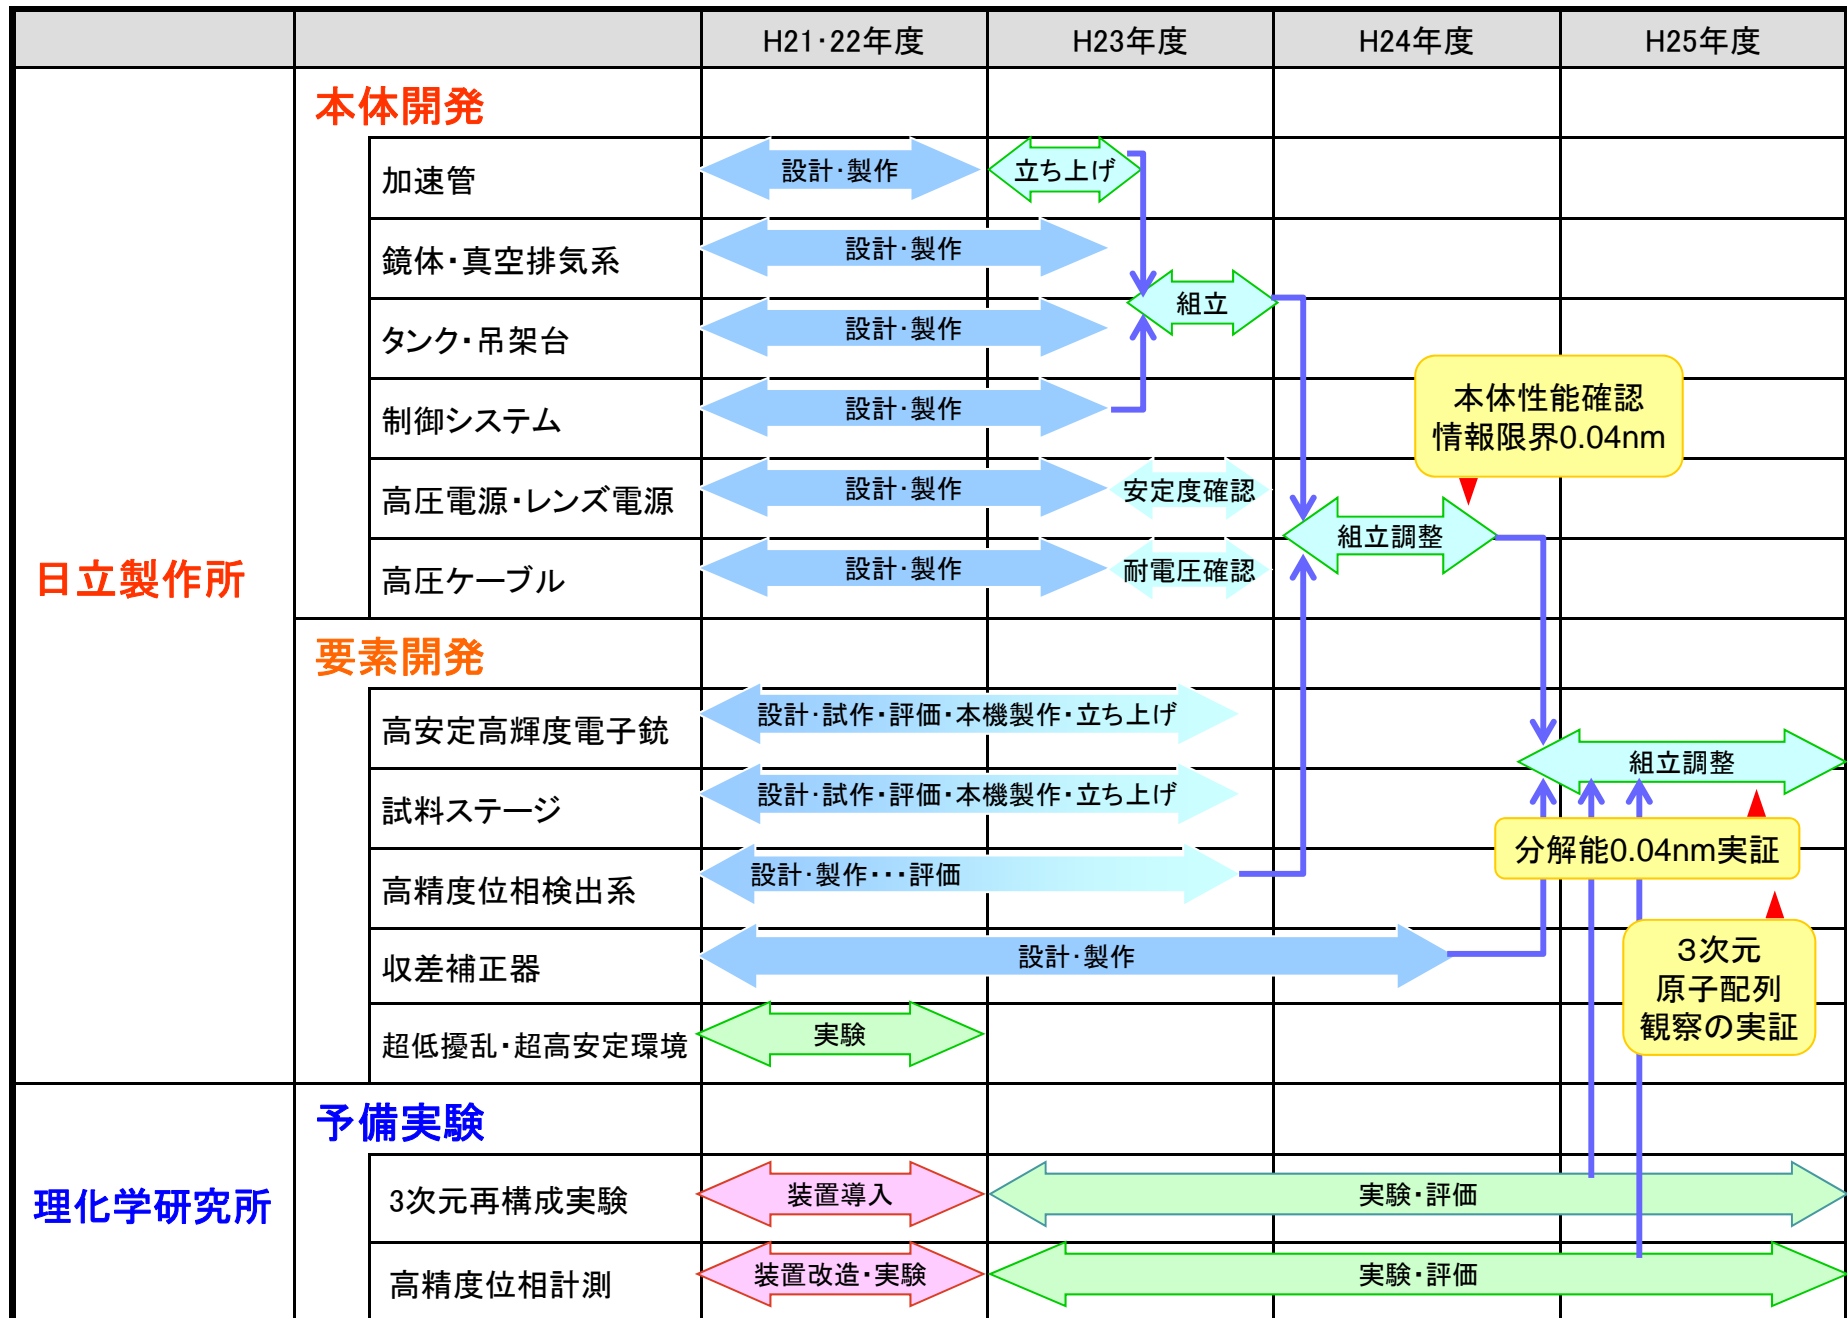 H21･22年度
H23年度
H24年度
H25年度
日立製作所
本体開発
加速管
設計･製作
立ち上げ
鏡体・真空排気系
設計･製作
組立
タンク・吊架台
設計･製作
制御システム
設計･製作
本体性能確認
情報限界0.04nm
高圧電源・レンズ電源
設計･製作
安定度確認
組立調整
高圧ケーブル
設計･製作
耐電圧確認
要素開発
高安定高輝度電子銃
設計･試作・評価・本機製作・立ち上げ
組立調整
試料ステージ
設計･試作・評価・本機製作・立ち上げ
分解能0.04nm実証
高精度位相検出系
設計･製作・・・評価
収差補正器
設計･製作
3次元
原子配列
観察の実証
超低擾乱・超高安定環境
実験
理化学研究所
予備実験
3次元再構成実験
装置導入
実験・評価
高精度位相計測
装置改造・実験
実験・評価